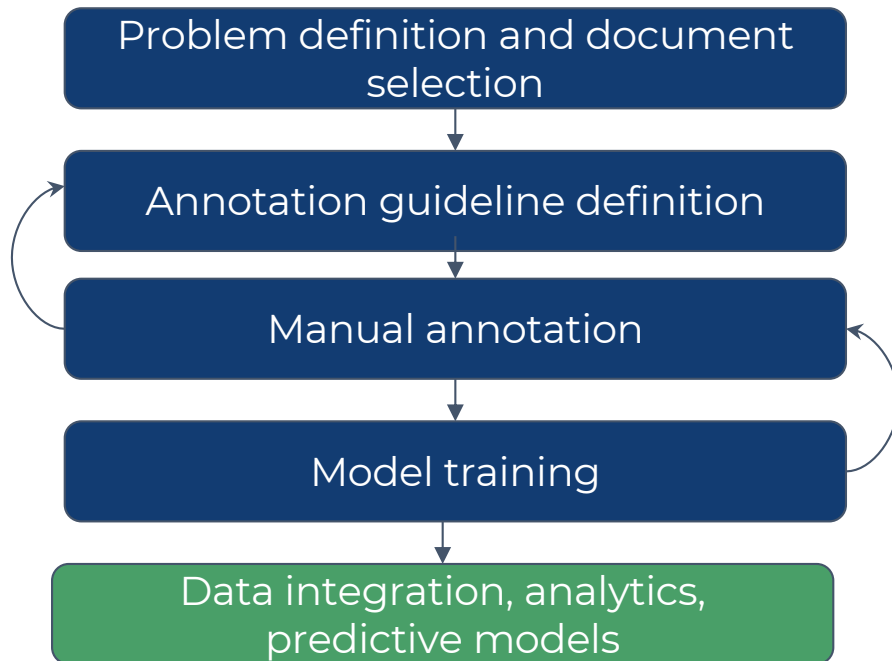 Problem definition and document
selection
Annotation guideline definition
Manual annotation
Model training
Data integration, analytics,
predictive models